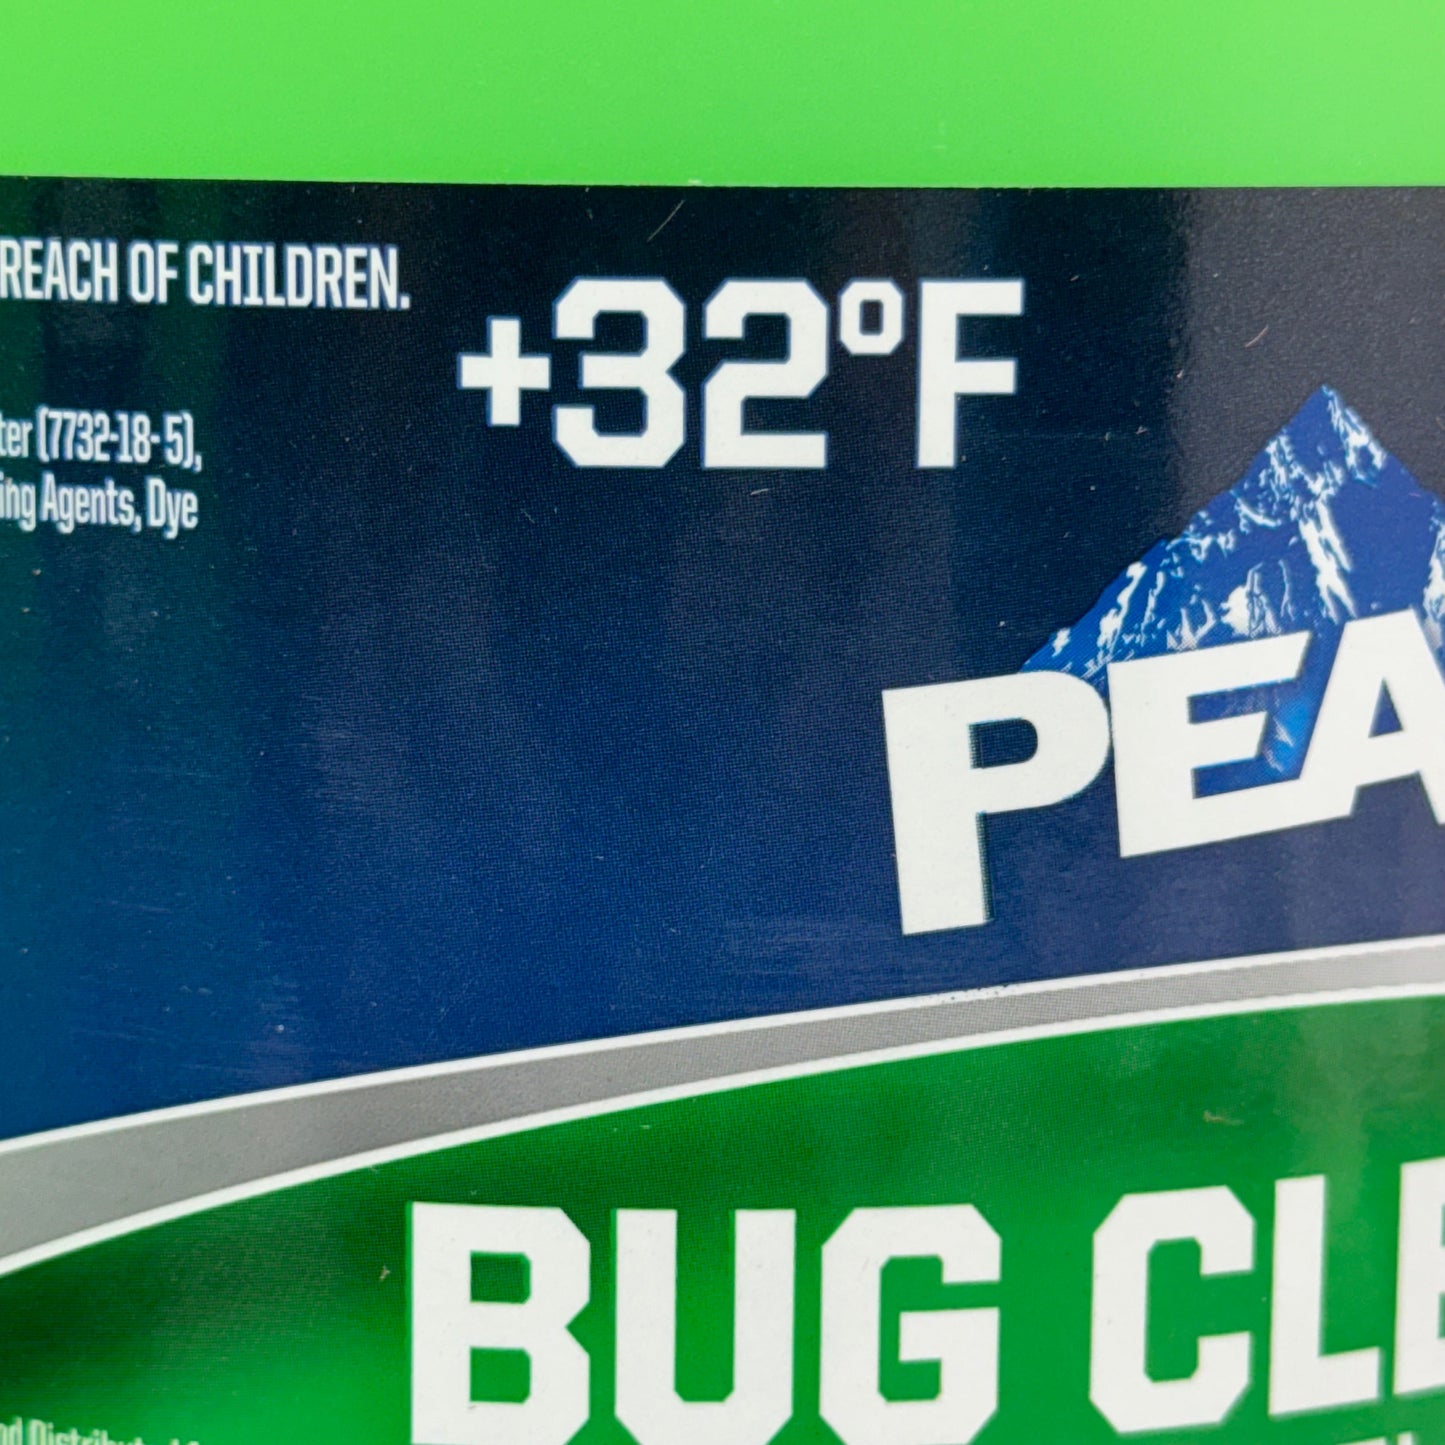 REACH OF CHILDREN.
+32°F
ter (7732-18- 5),
ing Agents, Dye
PEA
BUG CLE